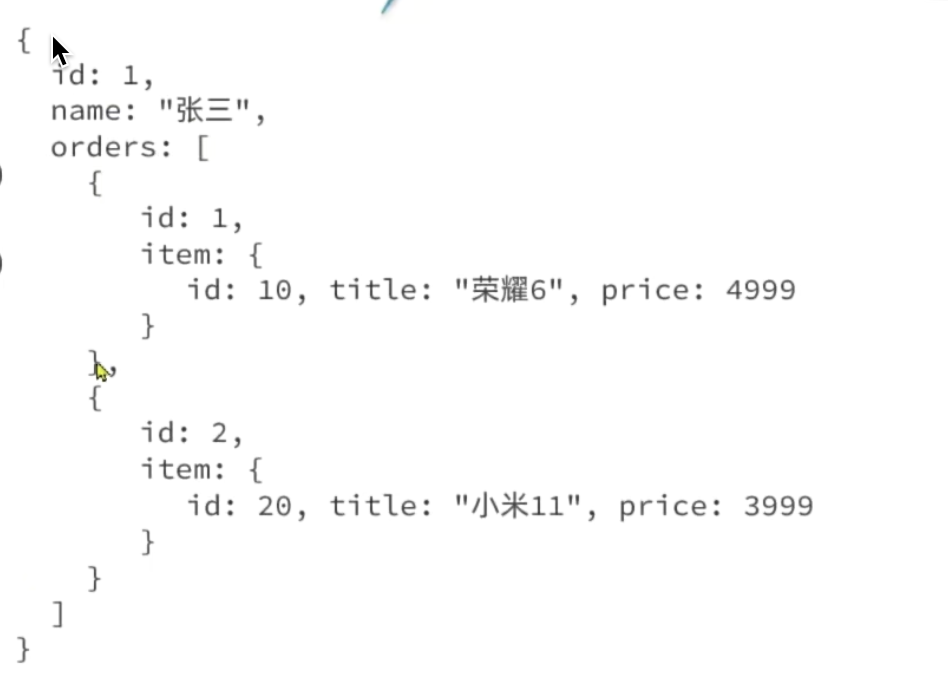 {
id: 1,
name: "张三",
orders: [
{
id: 1,
item: {
id: 10, title: "荣耀6", price: 4999
}
},
{
id: 2,
item: {
id: 20, title: "小米11", price: 3999
}
}
]
}